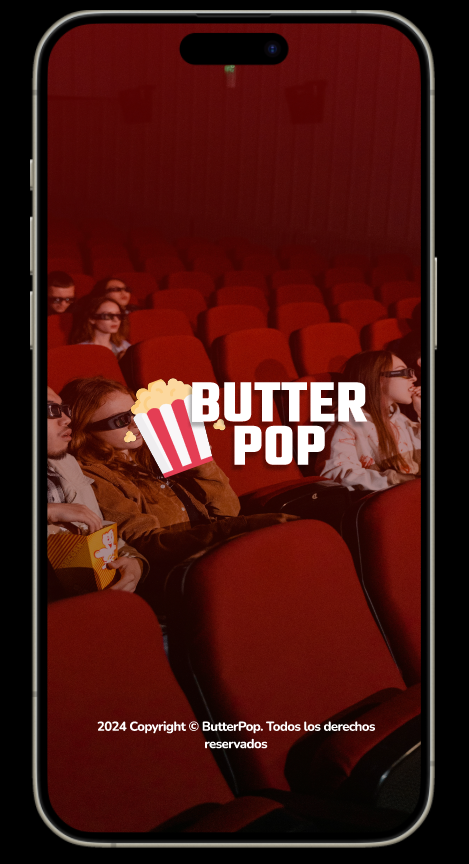 BUTTER
POP
2024 Copyright © ButterPop. Todos los derechos
reservados